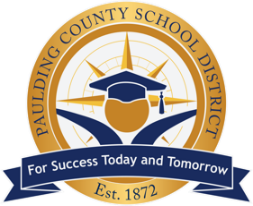 PAULDING COUNTY SCHOOL DISTRICT
For Success Today and Tomorrow
Est. 1872